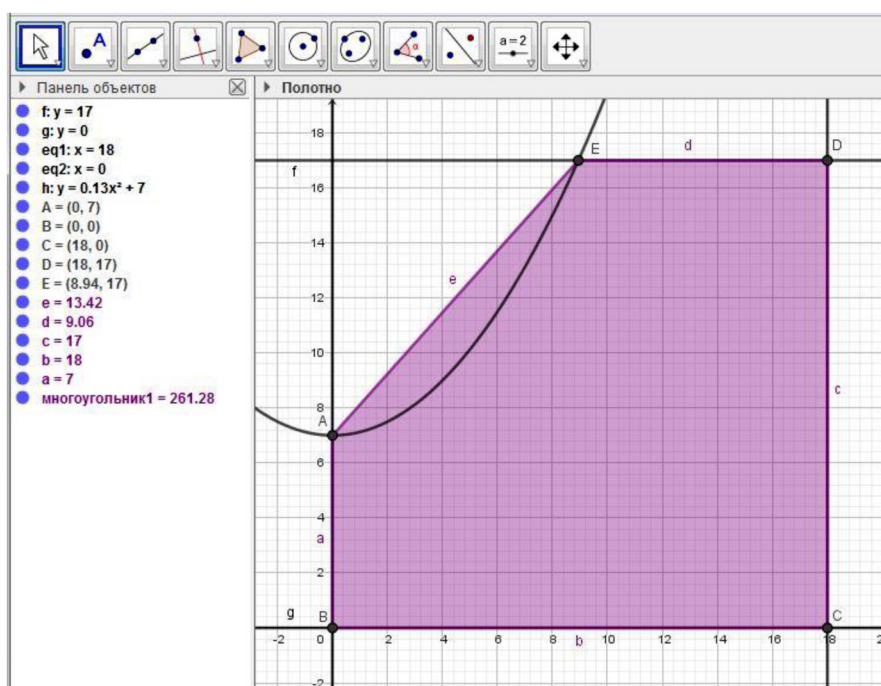 A
α
a=2
Панель объектов
Полотно
f: y = 17
g: y = 0
eq1: x = 18
eq2: x = 0
h: y = 0.13x² + 7
A = (0, 7)
B = (0, 0)
C = (18, 0)
D = (18, 17)
E = (8.94, 17)
e = 13.42
d = 9.06
c = 17
b = 18
a = 7
многоугольник1 = 261.28
18
E
d
D
f
16
14
e
12
10
c
8
A
6
4
a
2
g
B
C
-2
0
2
4
6
8
b
10
12
14
16
18
2
-2